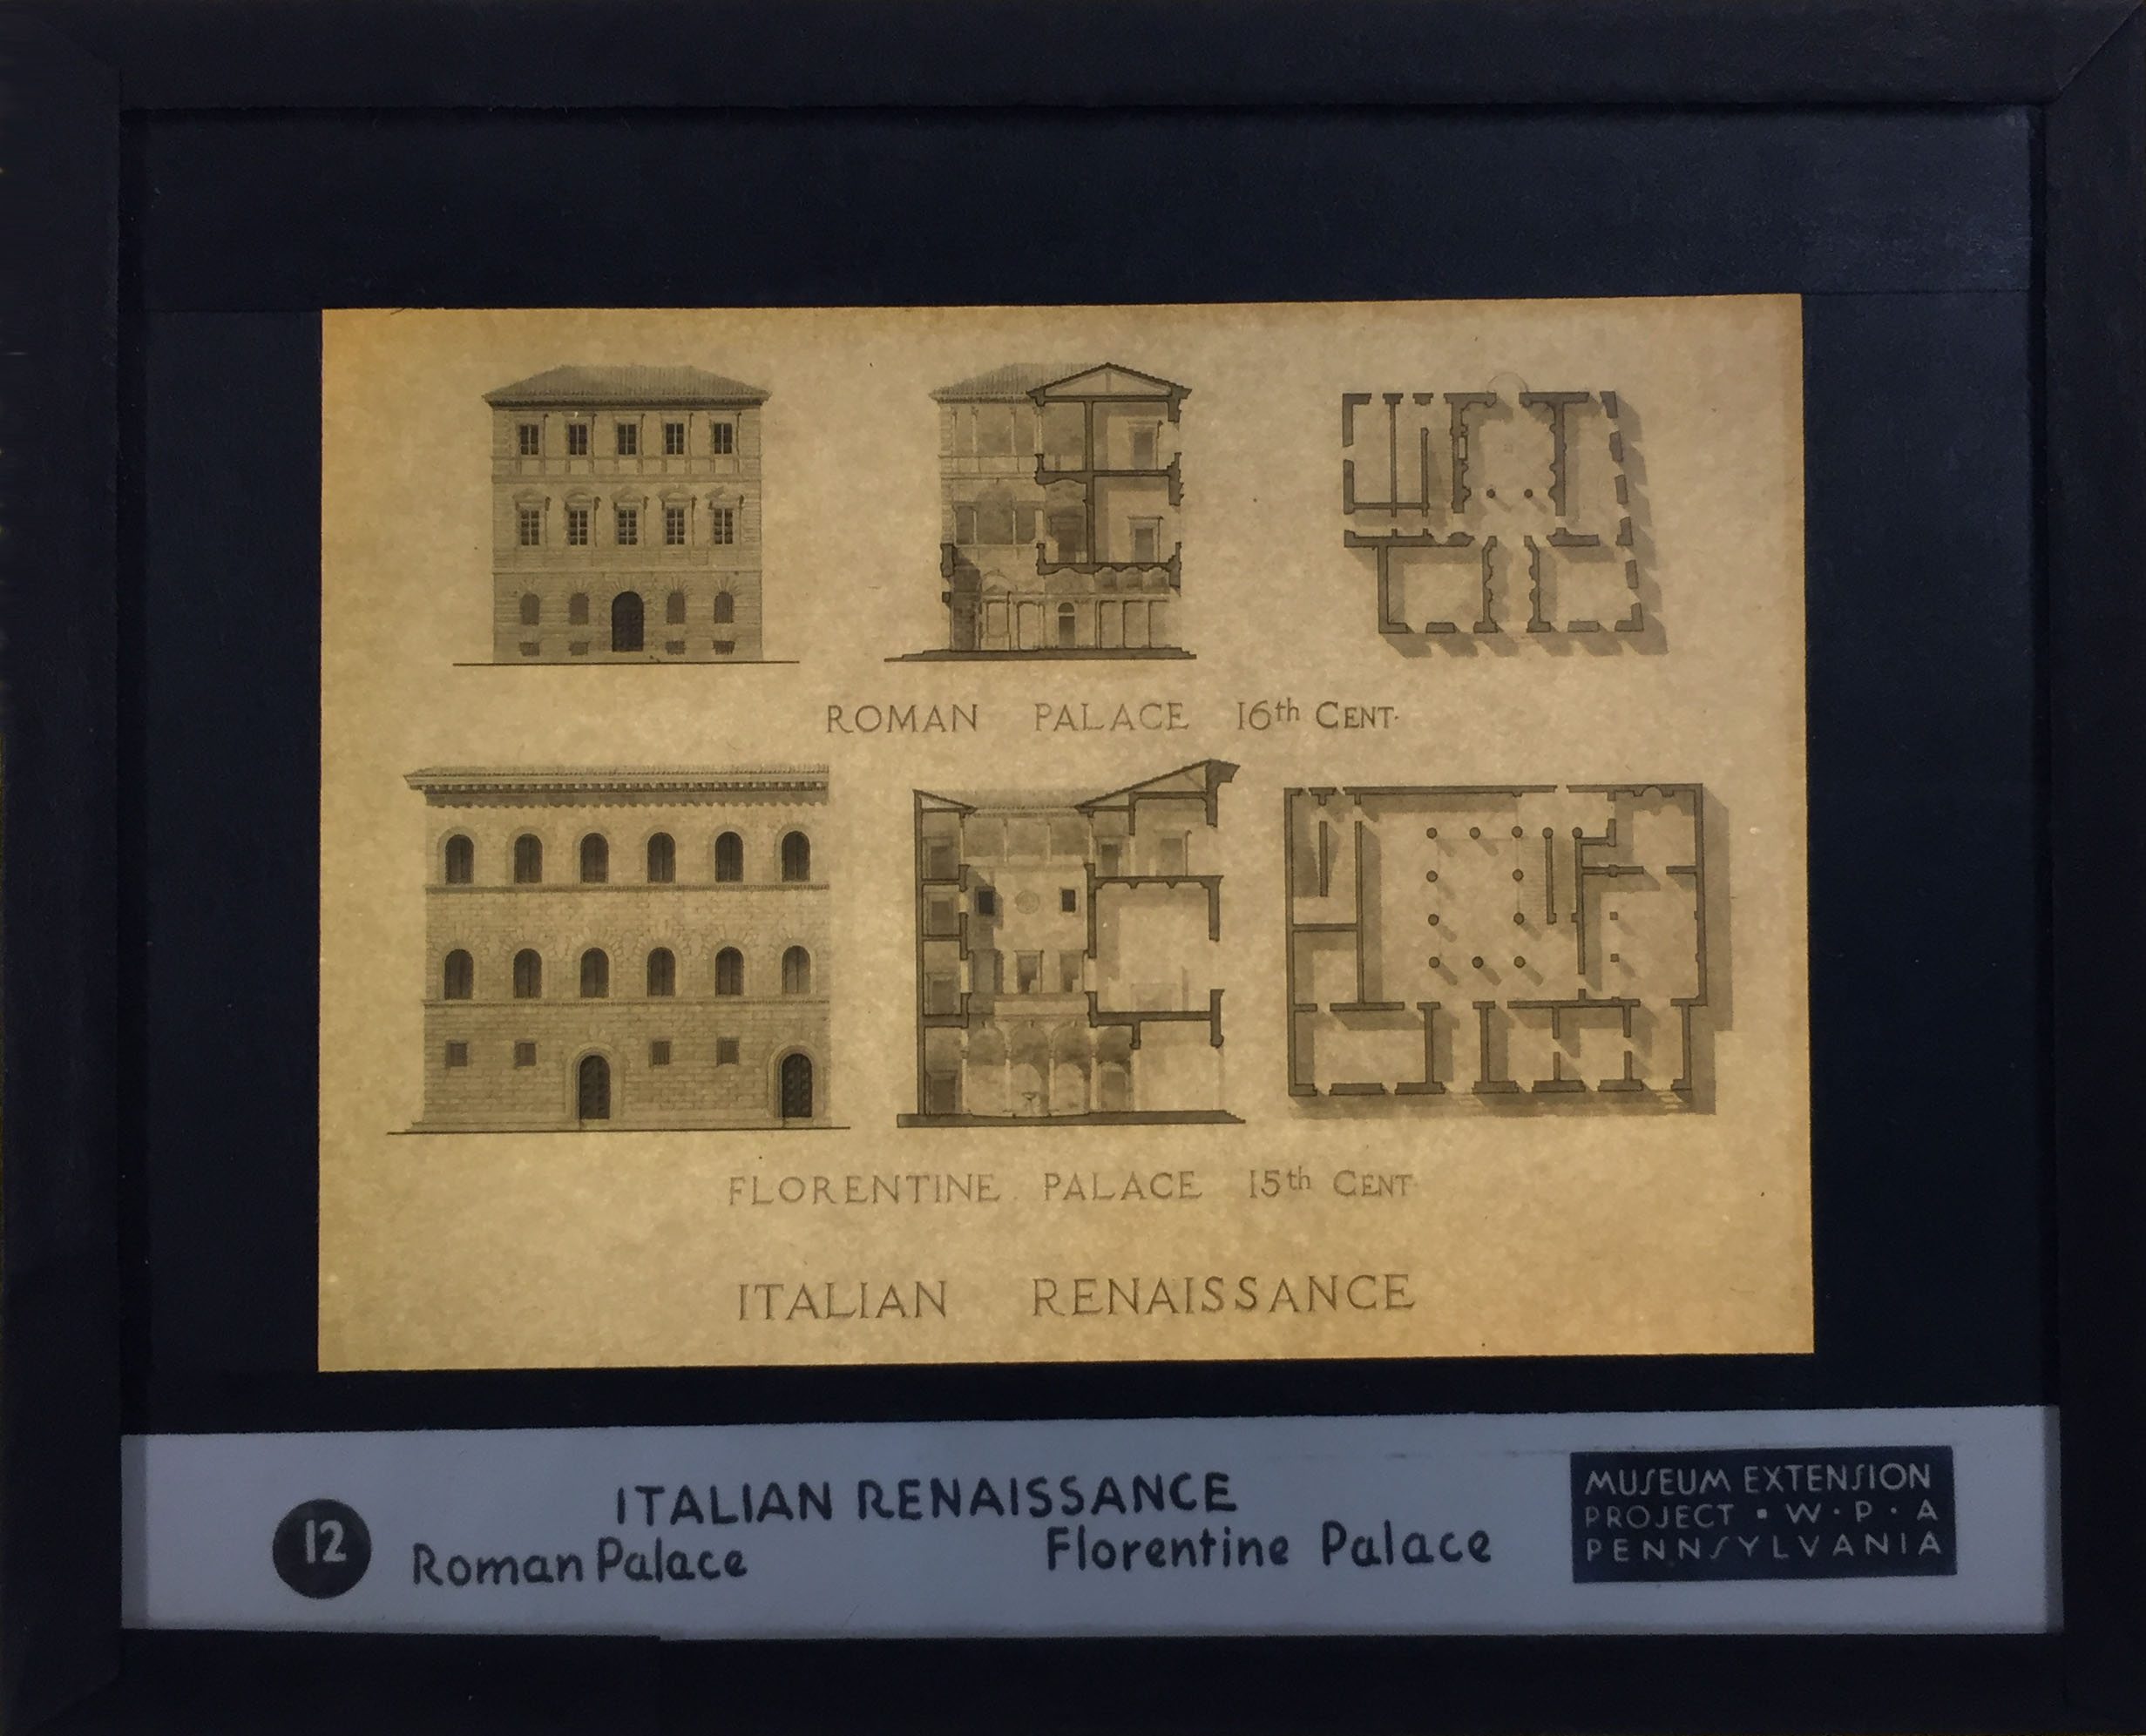 ROMAN PALACE 16th CENT.
FLORENTINE PALACE 15th CENT
ITALIAN RENAISSANCE
12
ITALIAN RENAISSANCE
Roman Palace Florentine Palace
MUSEUM EXTENSION
PROJECT ▪ W · P · A
PENNSYLVANIA